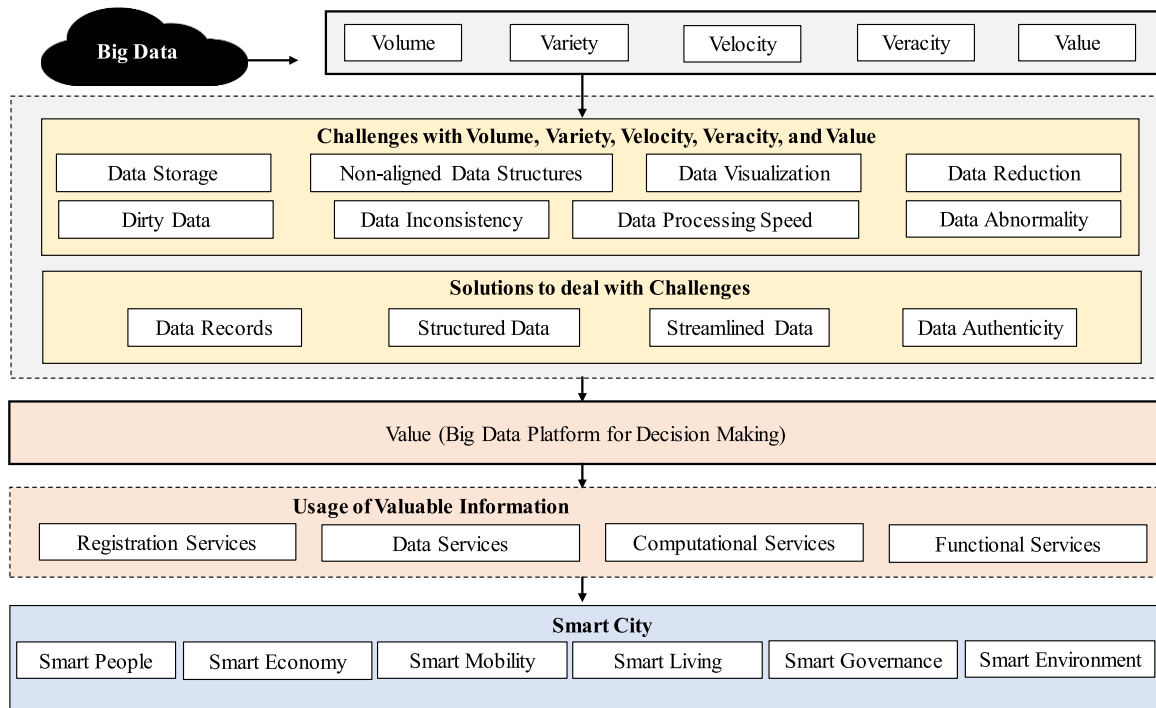 Big Data
Volume
Variety
Velocity
Veracity
Value
Challenges with Volume, Variety, Velocity, Veracity, and Value
Data Storage
Non-aligned Data Structures
Data Visualization
Data Reduction
Dirty Data
Data Inconsistency
Data Processing Speed
Data Abnormality
Solutions to deal with Challenges
Data Records
Structured Data
Streamlined Data
Data Authenticity
Value (Big Data Platform for Decision Making)
Usage of Valuable Information
Registration Services
Data Services
Computational Services
Functional Services
Smart City
Smart People
Smart Economy
Smart Mobility
Smart Living
Smart Governance
Smart Environment